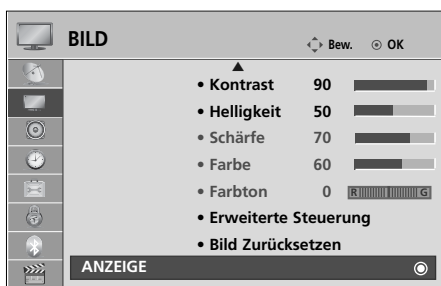 BILD Bew. OK
• Kontrast 90
• Helligkeit 50
• Schärfe 70
• Farbe 60
• Farbton 0 R G
• Erweiterte Steuerung
• Bild Zurücksetzen
ANZEIGE